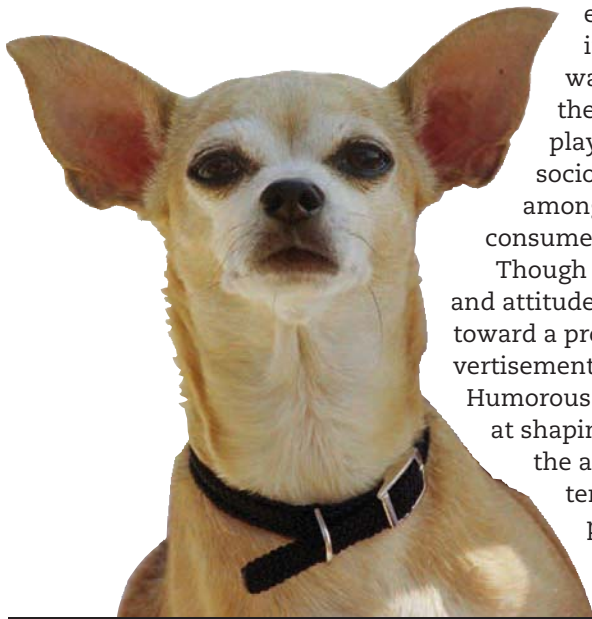 wa
the
play
socio
among
consume
Though
and attitude
toward a pro
vertisement
Humorous
at shapin
the a
ter
p